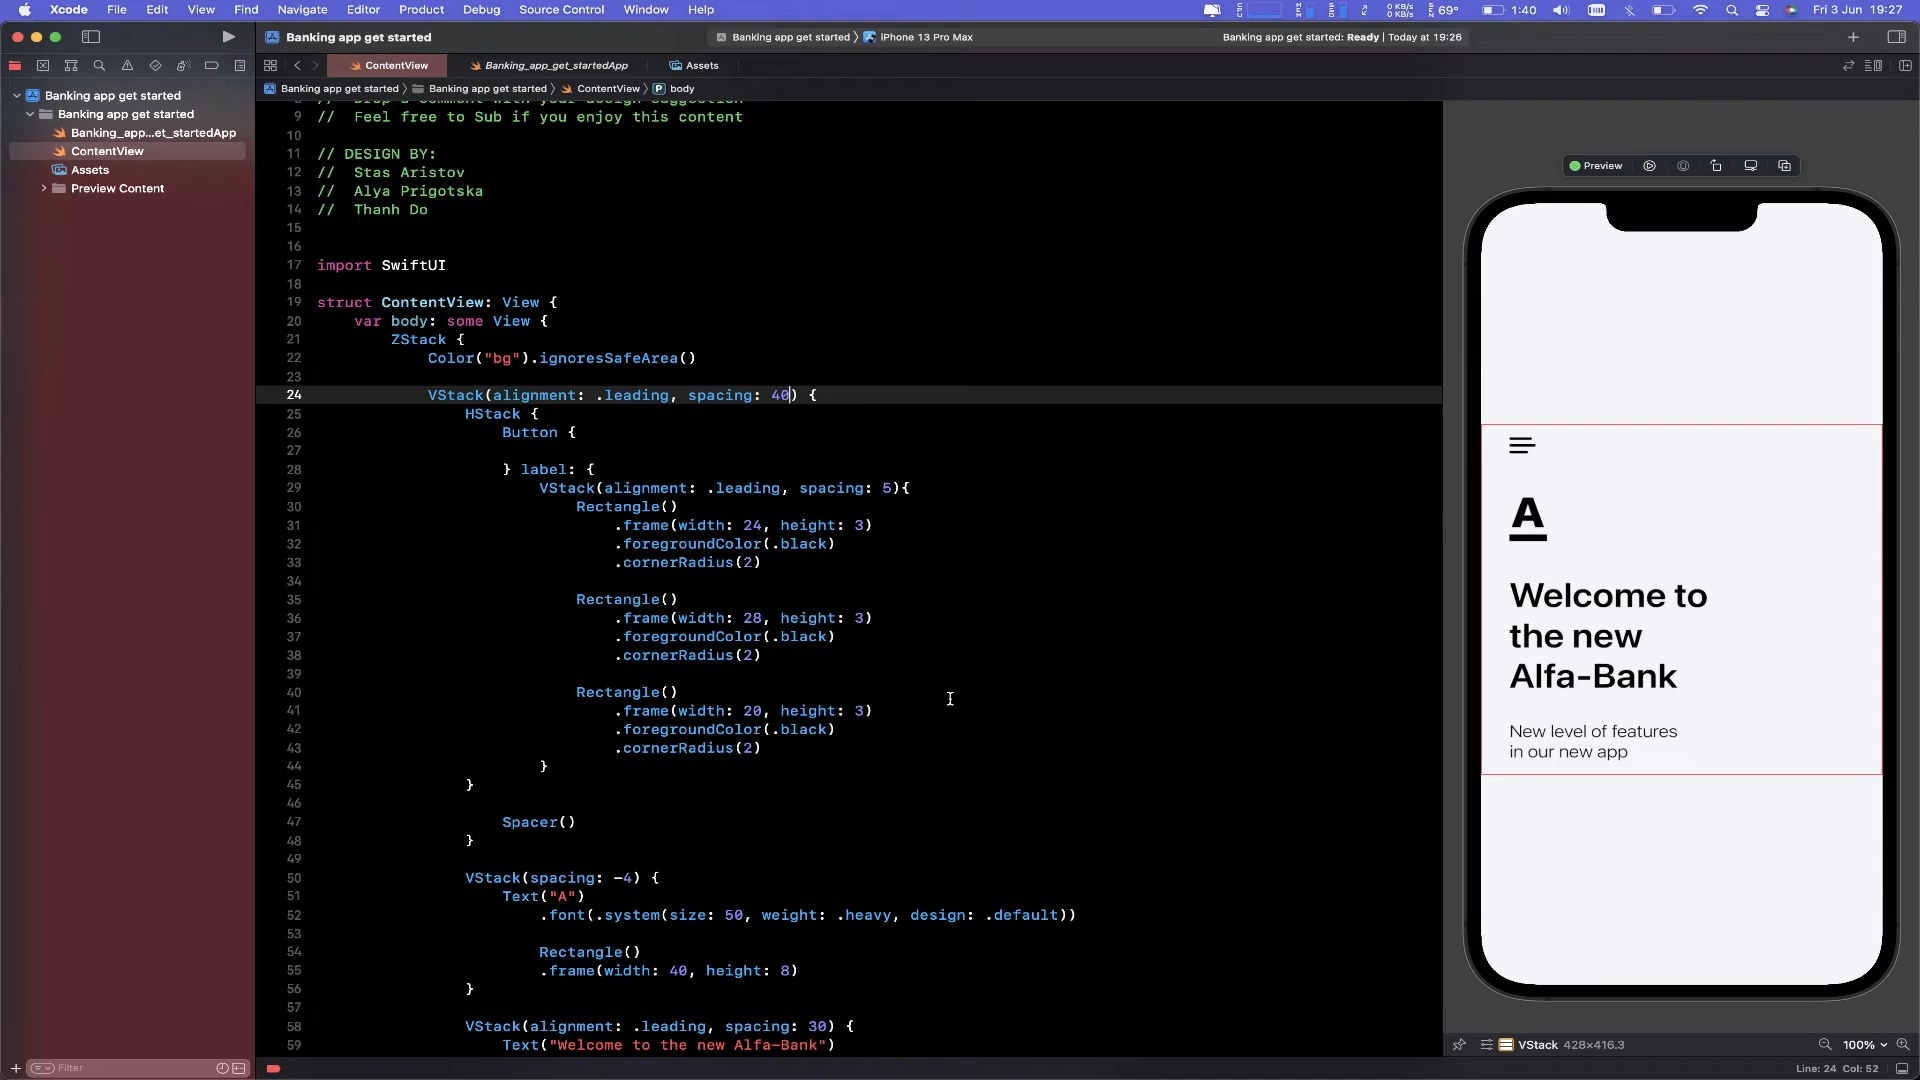 Xcode File Edit View Find Navigate Editor Product Debug Source Control Window Help
0 KB/s
0 KB/s
69° 1:40 Fri 3 Jun 19:27
Banking app get started
Banking app get started 〉 iPhone 13 Pro Max
Banking app get started: Ready | Today at 19:26
ContentView Banking_app_get_startedApp Assets
Banking app get started 〉 Banking app get started 〉 ContentView 〉 P body
Banking app get started
Banking app get started
Banking_app...et_startedApp
ContentView
Assets
Preview Content
Filter
8 // Drop a comment with your design suggestion
9 // Feel free to Sub if you enjoy this content
10
11 // DESIGN BY:
12 // Stas Aristov
13 // Alya Prigotska
14 // Thanh Do
15
16
17 import SwiftUI
18
19 struct ContentView: View {
20 var body: some View {
21 ZStack {
22 Color("bg").ignoresSafeArea()
23
24 VStack(alignment: .leading, spacing: 40) {
25 HStack {
26 Button {
27
28 } label: {
29 VStack(alignment: .leading, spacing: 5){
30 Rectangle()
31 .frame(width: 24, height: 3)
32 .foregroundColor(.black)
33 .cornerRadius(2)
34
35 Rectangle()
36 .frame(width: 28, height: 3)
37 .foregroundColor(.black)
38 .cornerRadius(2)
39
40 Rectangle()
41 .frame(width: 20, height: 3)
42 .foregroundColor(.black)
43 .cornerRadius(2)
44 }
45 }
46
47 Spacer()
48 }
49
50 VStack(spacing: -4) {
51 Text("A")
52 .font(.system(size: 50, weight: .heavy, design: .default))
53
54 Rectangle()
55 .frame(width: 40, height: 8)
56 }
57
58 VStack(alignment: .leading, spacing: 30) {
59 Text("Welcome to the new Alfa-Bank")
Preview
A
Welcome to
the new
Alfa-Bank
New level of features
in our new app
VStack 428×416.3
100%
Line: 24 Col: 52